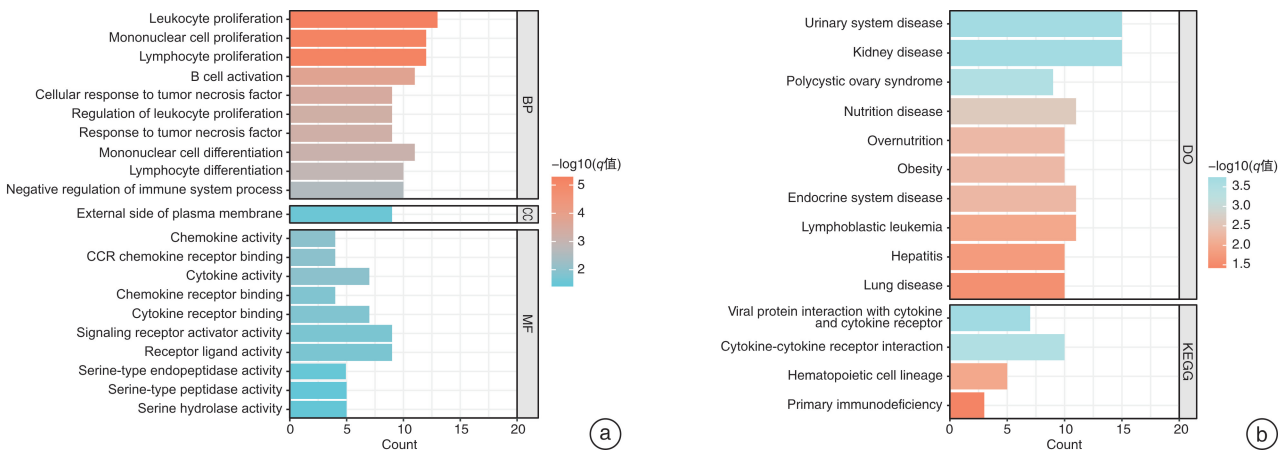 Leukocyte proliferation
Mononuclear cell proliferation
Lymphocyte proliferation
B cell activation
Cellular response to tumor necrosis factor
Regulation of leukocyte proliferation
Response to tumor necrosis factor
Mononuclear cell differentiation
Lymphocyte differentiation
Negative regulation of immune system process
BP
External side of plasma membrane
CC
Chemokine activity
CCR chemokine receptor binding
Cytokine activity
Chemokine receptor binding
Cytokine receptor binding
Signaling receptor activator activity
Receptor ligand activity
Serine-type endopeptidase activity
Serine-type peptidase activity
Serine hydrolase activity
MF
0 5 10 15 20
Count
−log10(q值)
5
4
3
2
a
Urinary system disease
Kidney disease
Polycystic ovary syndrome
Nutrition disease
Overnutrition
Obesity
Endocrine system disease
Lymphoblastic leukemia
Hepatitis
Lung disease
DO
Viral protein interaction with cytokine
and cytokine receptor
Cytokine-cytokine receptor interaction
Hematopoietic cell lineage
Primary immunodeficiency
KEGG
0 5 10 15 20
Count
−log10(q值)
3.5
3.0
2.5
2.0
1.5
b